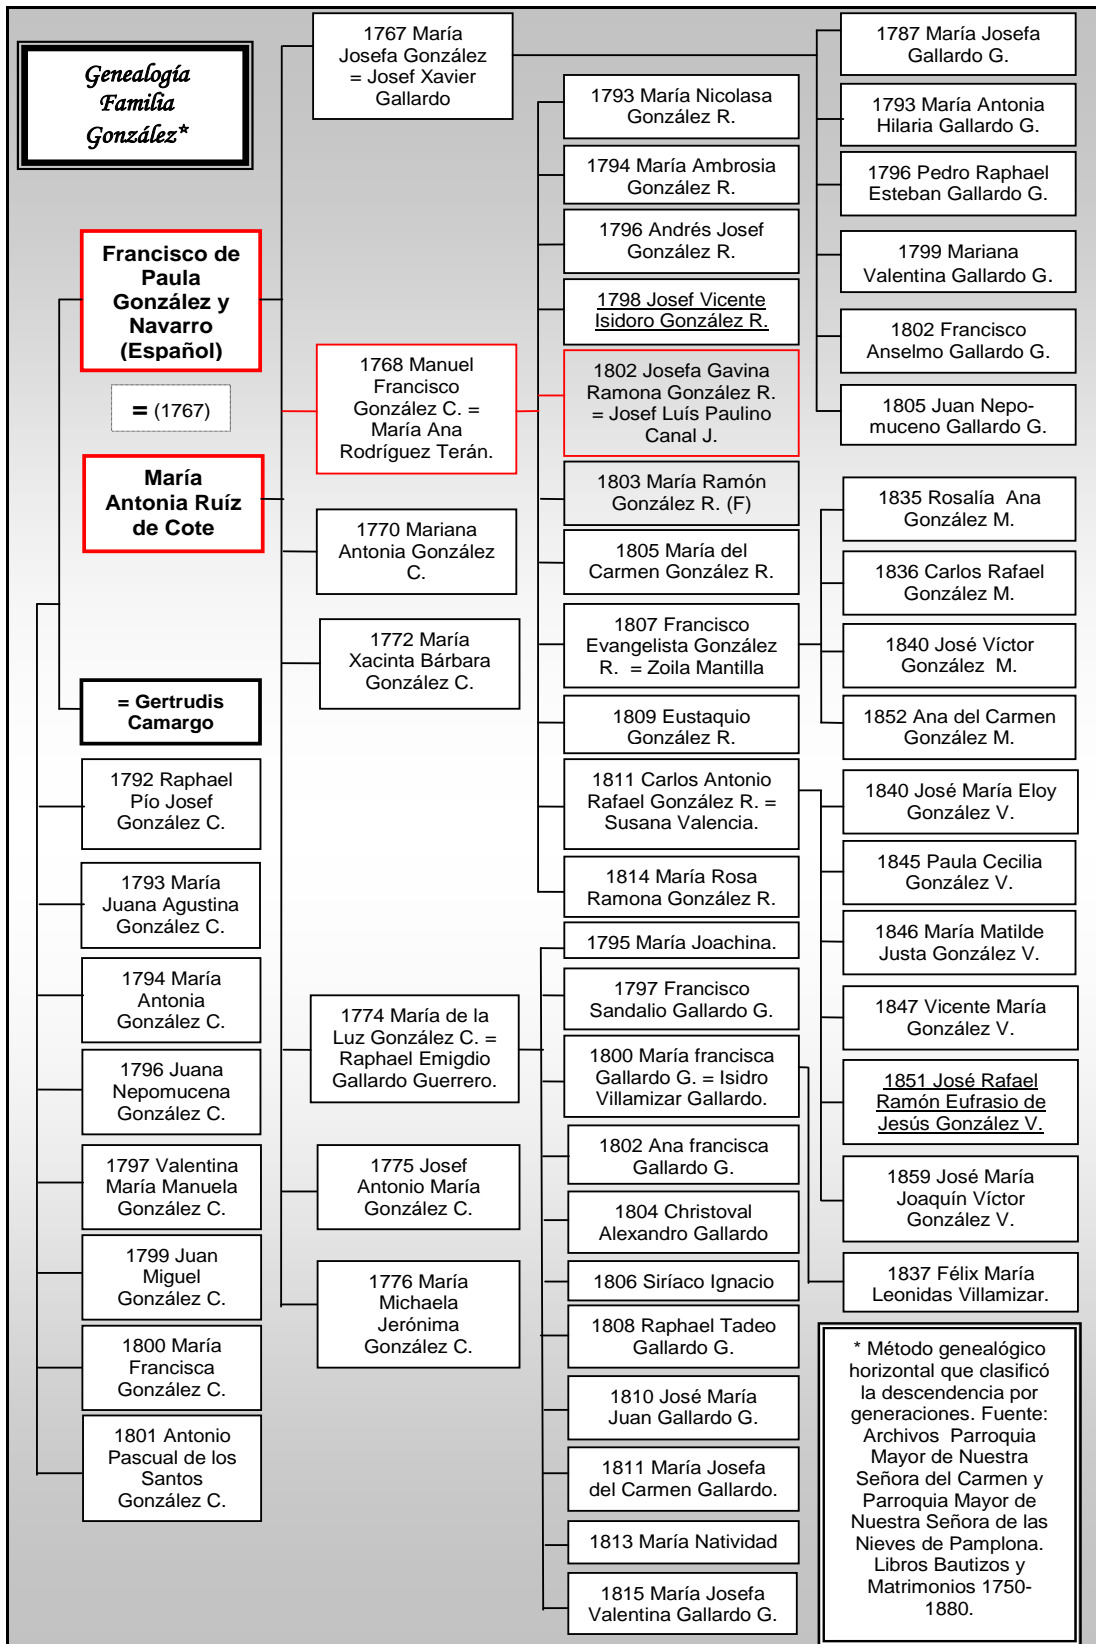 Genealogía
Familia
González*
Francisco de
Paula
González y
Navarro
(Español)
= (1767)
María
Antonia Ruíz
de Cote
= Gertrudis
Camargo
1792 Raphael
Pío Josef
González C.
1793 María
Juana Agustina
González C.
1794 María
Antonia
González C.
1796 Juana
Nepomucena
González C.
1797 Valentina
María Manuela
González C.
1799 Juan
Miguel
González C.
1800 María
Francisca
González C.
1801 Antonio
Pascual de los
Santos
González C.
1767 María
Josefa González
= Josef Xavier
Gallardo
1768 Manuel
Francisco
González C. =
María Ana
Rodríguez Terán.
1770 Mariana
Antonia González
C.
1772 María
Xacinta Bárbara
González C.
1774 María de la
Luz González C. =
Raphael Emigdio
Gallardo Guerrero.
1775 Josef
Antonio María
González C.
1776 María
Michaela
Jerónima
González C.
1793 María Nicolasa
González R.
1794 María Ambrosia
González R.
1796 Andrés Josef
González R.
1798 Josef Vicente
Isidoro González R.
1802 Josefa Gavina
Ramona González R.
= Josef Luís Paulino
Canal J.
1803 María Ramón
González R. (F)
1805 María del
Carmen González R.
1807 Francisco
Evangelista González
R.  = Zoila Mantilla
1809 Eustaquio
González R.
1811 Carlos Antonio
Rafael González R. =
Susana Valencia.
1814 María Rosa
Ramona González R.
1795 María Joachina.
1797 Francisco
Sandalio Gallardo G.
1800 María francisca
Gallardo G. = Isidro
Villamizar Gallardo.
1802 Ana francisca
Gallardo G.
1804 Christoval
Alexandro Gallardo
1806 Siríaco Ignacio
1808 Raphael Tadeo
Gallardo G.
1810 José María
Juan Gallardo G.
1811 María Josefa
del Carmen Gallardo.
1813 María Natividad
1815 María Josefa
Valentina Gallardo G.
1787 María Josefa
Gallardo G.
1793 María Antonia
Hilaria Gallardo G.
1796 Pedro Raphael
Esteban Gallardo G.
1799 Mariana
Valentina Gallardo G.
1802 Francisco
Anselmo Gallardo G.
1805 Juan Nepo-
muceno Gallardo G.
1835 Rosalía  Ana
González M.
1836 Carlos Rafael
González M.
1840 José Víctor
González  M.
1852 Ana del Carmen
González M.
1840 José María Eloy
González V.
1845 Paula Cecilia
González V.
1846 María Matilde
Justa González V.
1847 Vicente María
González V.
1851 José Rafael
Ramón Eufrasio de
Jesús González V.
1859 José María
Joaquín Víctor
González V.
1837 Félix María
Leonidas Villamizar.
* Método genealógico
horizontal que clasificó
la descendencia por
generaciones. Fuente:
Archivos  Parroquia
Mayor de Nuestra
Señora del Carmen y
Parroquia Mayor de
Nuestra Señora de las
Nieves de Pamplona.
Libros Bautizos y
Matrimonios 1750-
1880.